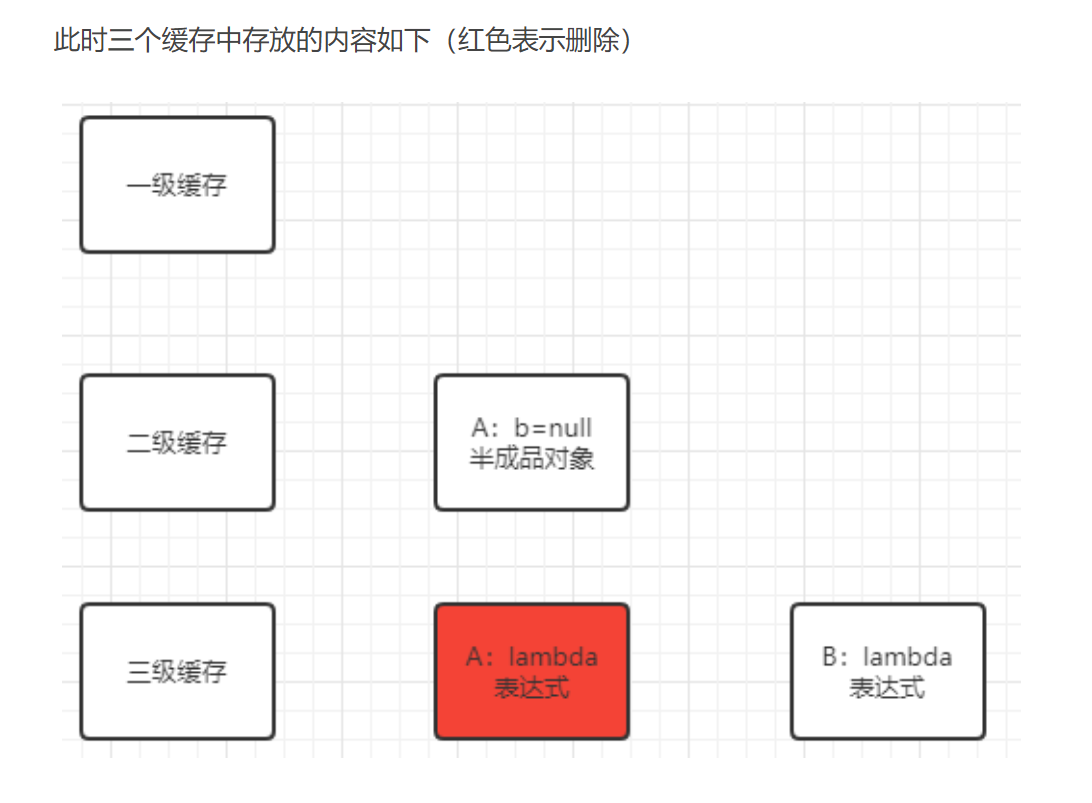 此时三个缓存中存放的内容如下（红色表示删除）
一级缓存
二级缓存
A：b=null
半成品对象
三级缓存
A：lambda
表达式
B：lambda
表达式